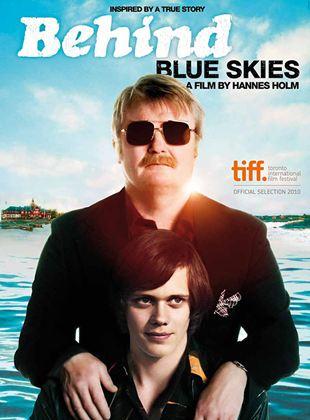 INSPIRED BY A TRUE STORY
Behind
BLUE SKIES
A FILM BY HANNES HOLM
tiff.
toronto
international
film festival
OFFICIAL SELECTION 2010